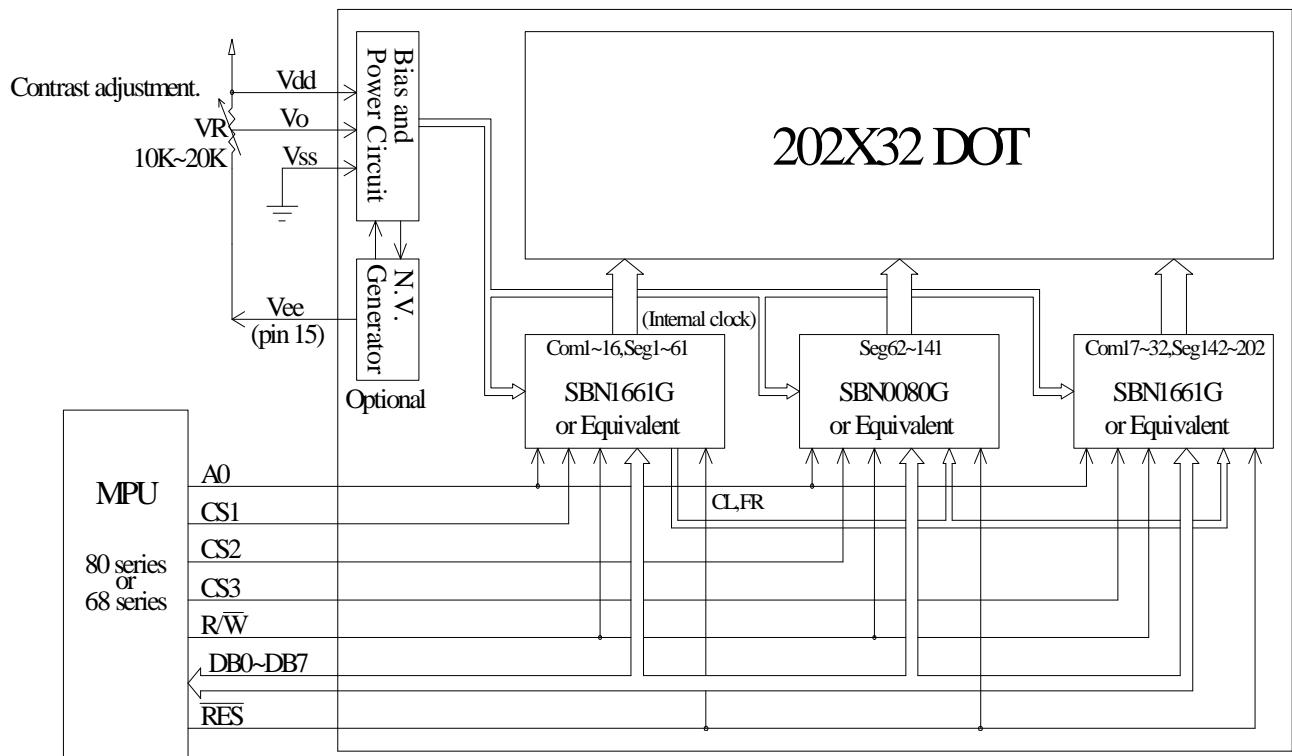 Contrast adjustment.
VR
10K~20K
Vdd
Vo
Vss
Bias and
Power Circuit
N.V.
Generator
Optional
Vee
(pin 15)
202X32 DOT
(Internal clock)
Com1~16,Seg1~61
SBN1661G
or Equivalent
Seg62~141
SBN0080G
or Equivalent
Com17~32,Seg142~202
SBN1661G
or Equivalent
CL,FR
MPU
80 series
or
68 series
A0
CS1
CS2
CS3
R/W̅
DB0~DB7
R̅E̅S̅